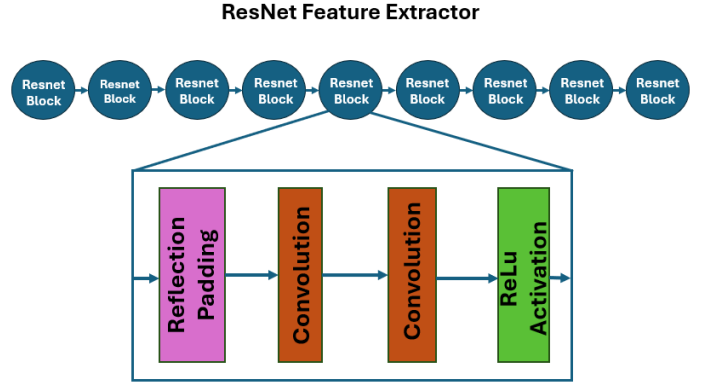 ResNet Feature Extractor
Resnet
Block
Resnet
Block
Resnet
Block
Resnet
Block
Resnet
Block
Resnet
Block
Resnet
Block
Resnet
Block
Resnet
Block
Reflection
Padding
Convolution
Convolution
ReLu
Activation